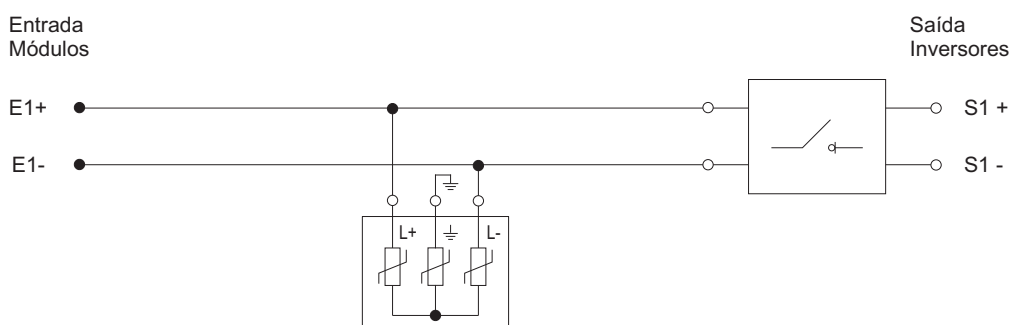 Entrada
Módulos
Saída
Inversores
E1+
S1 +
E1-
S1 -
L+
L-